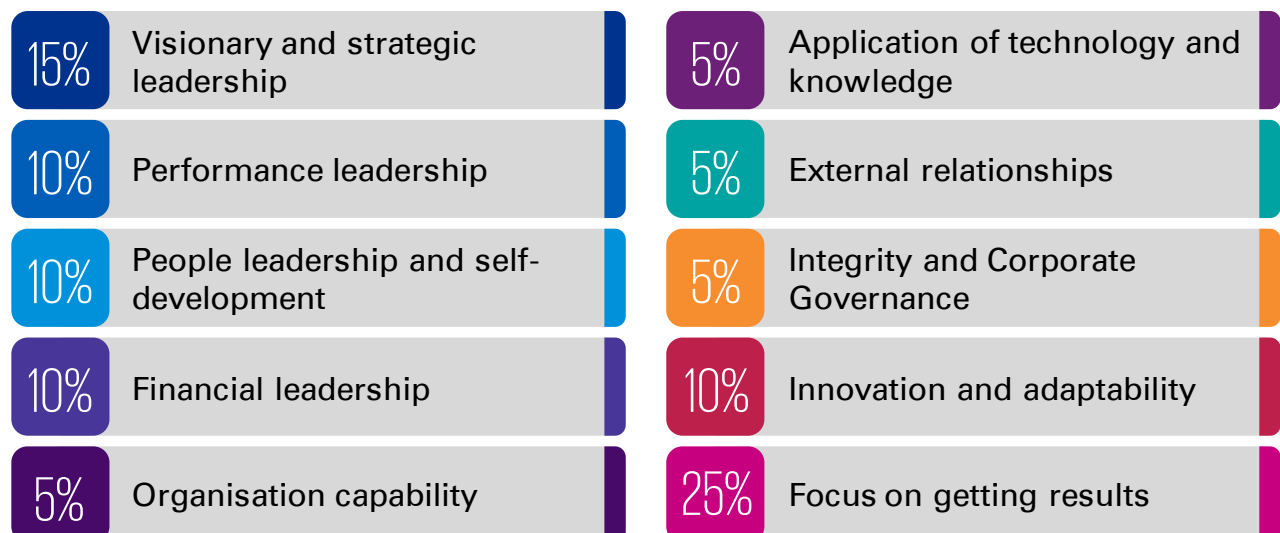 15%
Visionary and strategic
leadership
10%
Performance leadership
10%
People leadership and self-
development
10%
Financial leadership
5%
Organisation capability
5%
Application of technology and
knowledge
5%
External relationships
5%
Integrity and Corporate
Governance
10%
Innovation and adaptability
25%
Focus on getting results